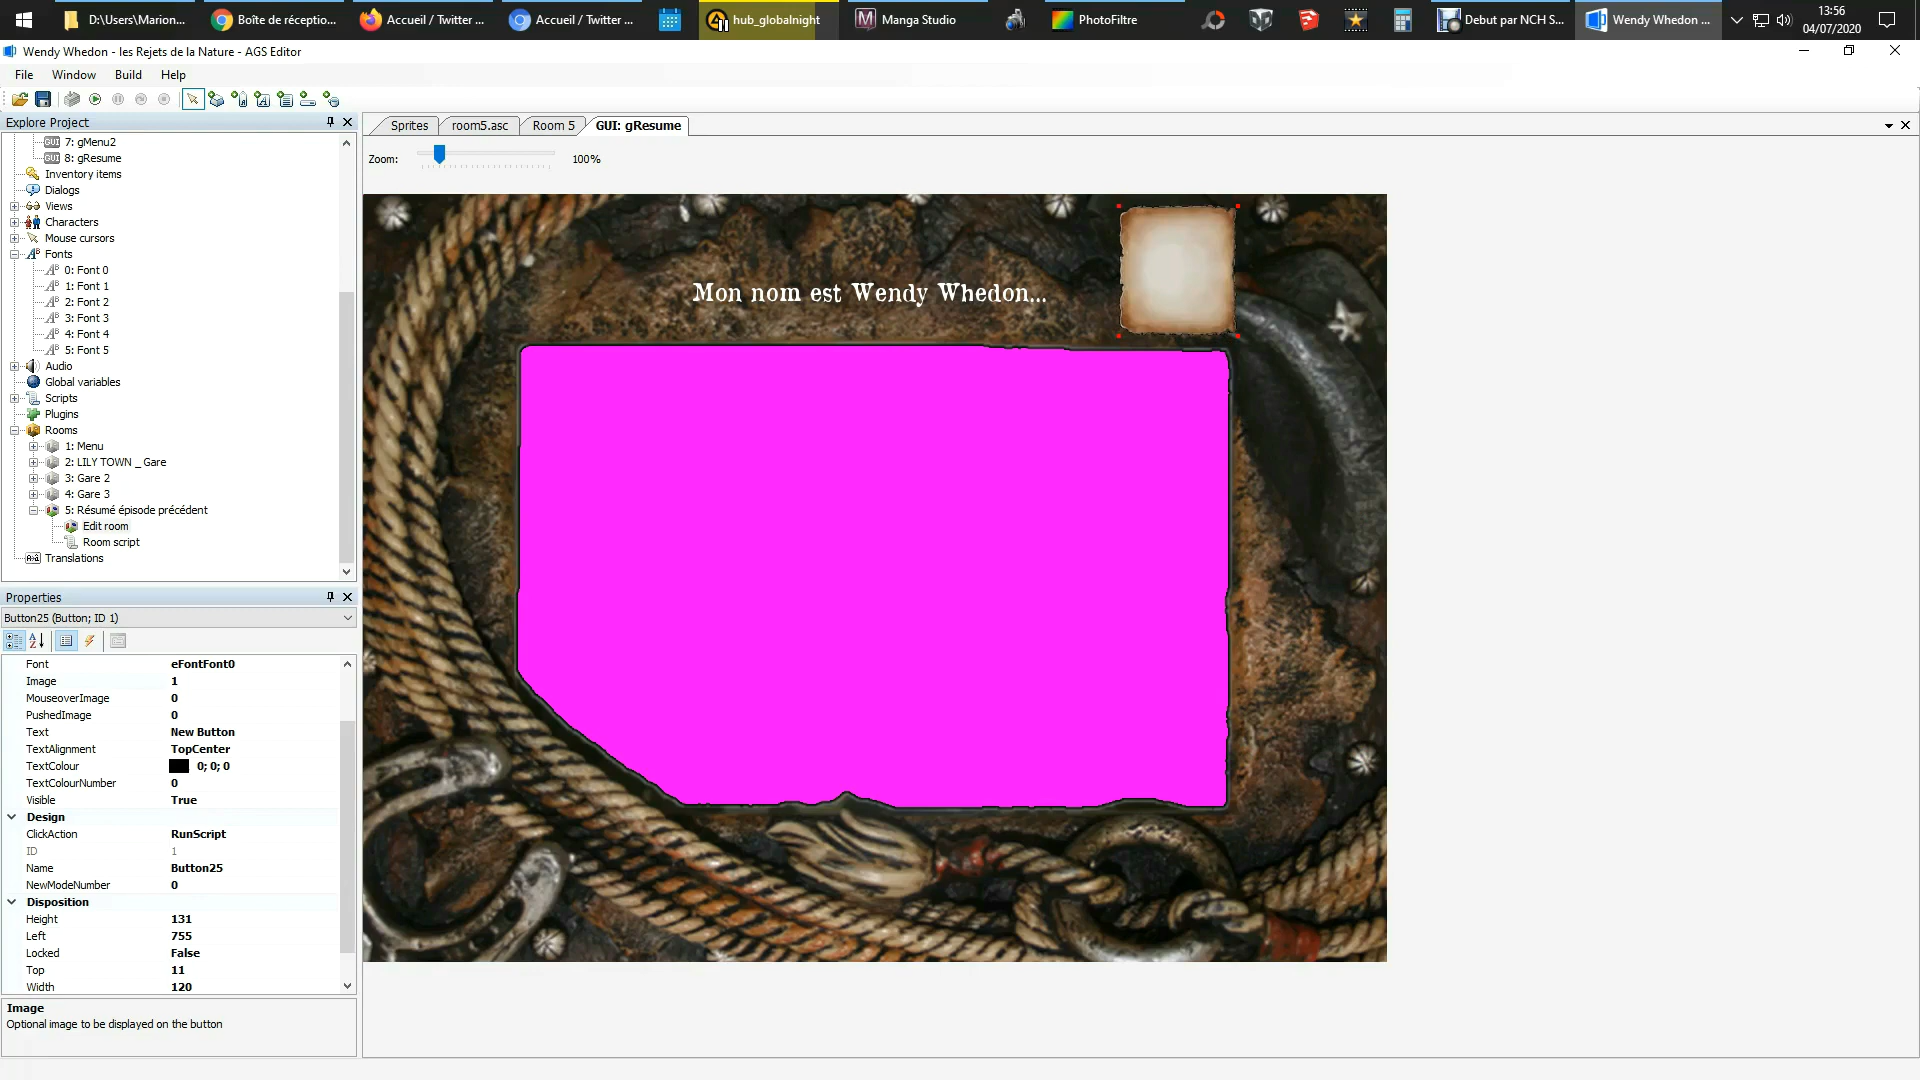 D:\Users\Marion...
Boîte de réceptio...
Accueil / Twitter ...
Accueil / Twitter ...
hub_globalnight
Manga Studio
PhotoFiltre
Debut par NCH S...
Wendy Whedon ...
13:56
04/07/2020
Wendy Whedon - les Rejets de la Nature - AGS Editor
File Window Build Help
Explore Project
7: gMenu2
8: gResume
Inventory items
Dialogs
Views
Characters
Mouse cursors
Fonts
0: Font 0
1: Font 1
2: Font 2
3: Font 3
4: Font 4
5: Font 5
Audio
Global variables
Scripts
Plugins
Rooms
1: Menu
2: LILY TOWN _ Gare
3: Gare 2
4: Gare 3
5: Résumé épisode précédent
Edit room
Room script
Translations
Properties
Button25 (Button; ID 1)
Font eFontFont0
Image 1
MouseoverImage 0
PushedImage 0
Text New Button
TextAlignment TopCenter
TextColour 0; 0; 0
TextColourNumber 0
Visible True
Design
ClickAction RunScript
ID 1
Name Button25
NewModeNumber 0
Disposition
Height 131
Left 755
Locked False
Top 11
Width 120
Image
Optional image to be displayed on the button
Sprites room5.asc Room 5 GUI: gResume
Zoom: 100%
Mon nom est Wendy Whedon...